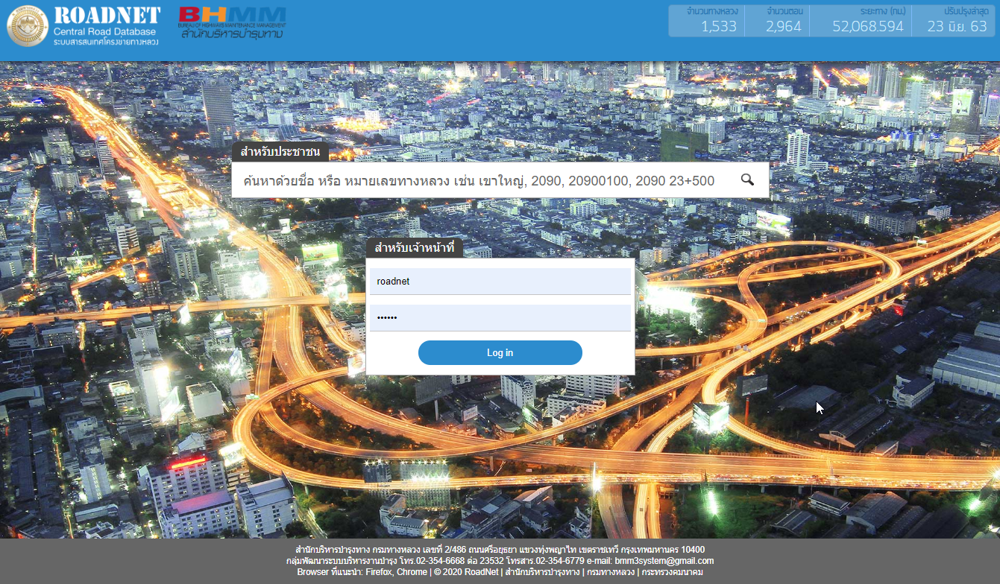 ROADNET
Central Road Database
ระบบสารสนเทศโครงข่ายทางหลวง
BHMM
BUREAU OF HIGHWAYS MAINTENANCE MANAGEMENT
สำนักบริหารบำรุงทาง
จำนวนทางหลวง
1,533
จำนวนตอน
2,964
ระยะทาง (กม.)
52,068.594
ปรับปรุงล่าสุด
23 มิ.ย. 63
สำหรับประชาชน
ค้นหาด้วยชื่อ หรือ หมายเลขทางหลวง เช่น เขาใหญ่, 2090, 20900100, 2090 23+500
สำหรับเจ้าหน้าที่
roadnet
••••••
Log in
สำนักบริหารบำรุงทาง กรมทางหลวง เลขที่ 2/486 ถนนศรีอยุธยา แขวงทุ่งพญาไท เขตราชเทวี กรุงเทพมหานคร 10400
กลุ่มพัฒนาระบบบริหารงานบำรุง โทร.02-354-6668 ต่อ 23532 โทรสาร.02-354-6779 e-mail: bmm3system@gmail.com
Browser ที่แนะนำ: Firefox, Chrome | © 2020 RoadNet | สำนักบริหารบำรุงทาง | กรมทางหลวง | กระทรวงคมนาคม